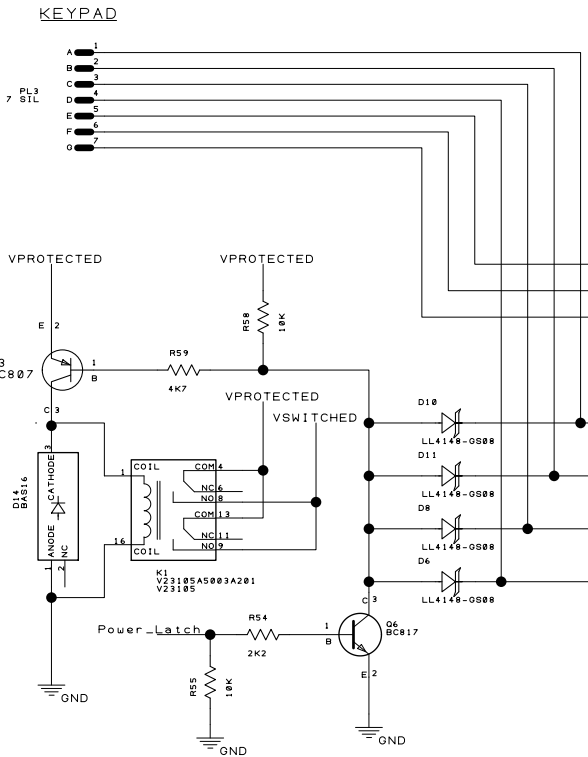 KEYPAD
PL3
7 SIL
A 1
B 2
C 3
D 4
E 5
F 6
G 7
VPROTECTED
VPROTECTED
R58
10K
E 2
3
C807
1
B
R59
4K7
C 3
VPROTECTED
VSWITCHED
D10
LL4148-GS08
D11
LL4148-GS08
D8
LL4148-GS08
D6
LL4148-GS08
D14
BAS16
3
CATHODE
ANODE
NC
1
2
1
COIL
16
COIL
COM 4
NC 6
NO 8
COM 13
NC 11
NO 9
K1
V23105A5003A201
V23105
Power_Latch
R54
2K2
R55
10K
1
B
C 3
Q6
BC817
E 2
GND
GND
GND